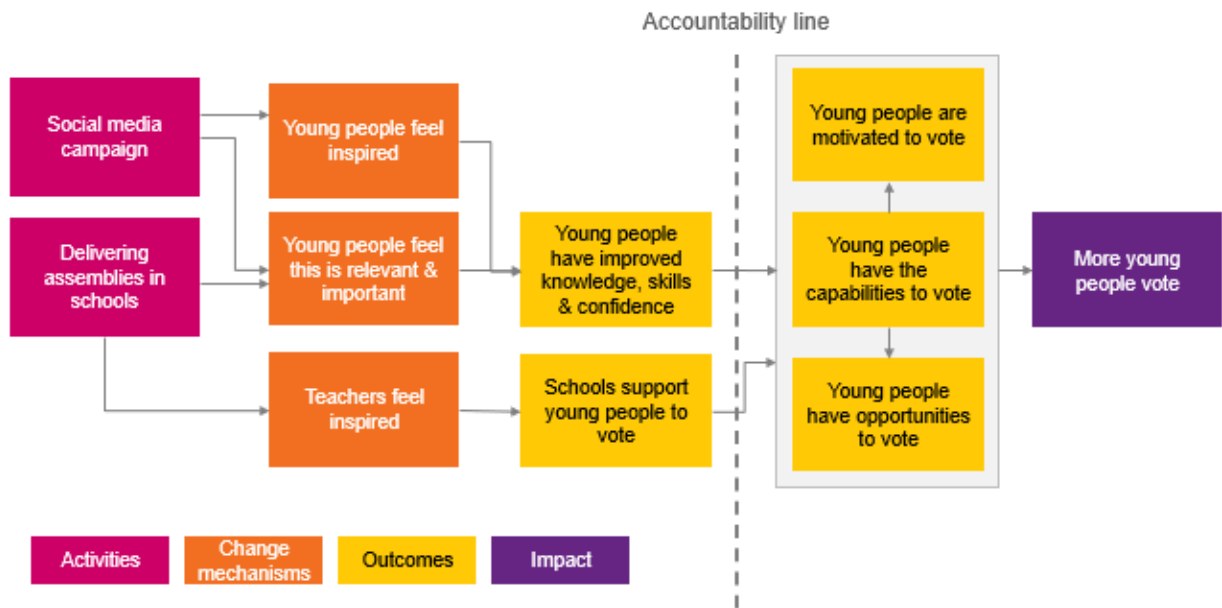 Accountability line
Social media
campaign
Young people feel
inspired
Young people are
motivated to vote
Delivering
assemblies in
schools
Young people feel
this is relevant &
important
Young people
have improved
knowledge, skills
& confidence
Young people
have the
capabilities to vote
More young
people vote
Teachers feel
inspired
Schools support
young people to
vote
Young people
have opportunities
to vote
Activities
Change
mechanisms
Outcomes
Impact